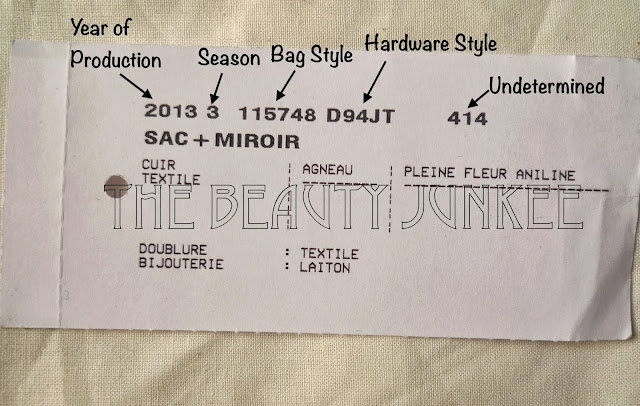 Year of
Production
Season
Bag Style
Hardware Style
Undetermined
2013 3 115748 D94JT 414
SAC+MIROIR
CUIR AGNEAU PLEINE FLEUR ANILINE
TEXTILE
THE BEAUTY JUNKEE
DOUBLURE : TEXTILE
BIJOUTERIE : LAITON